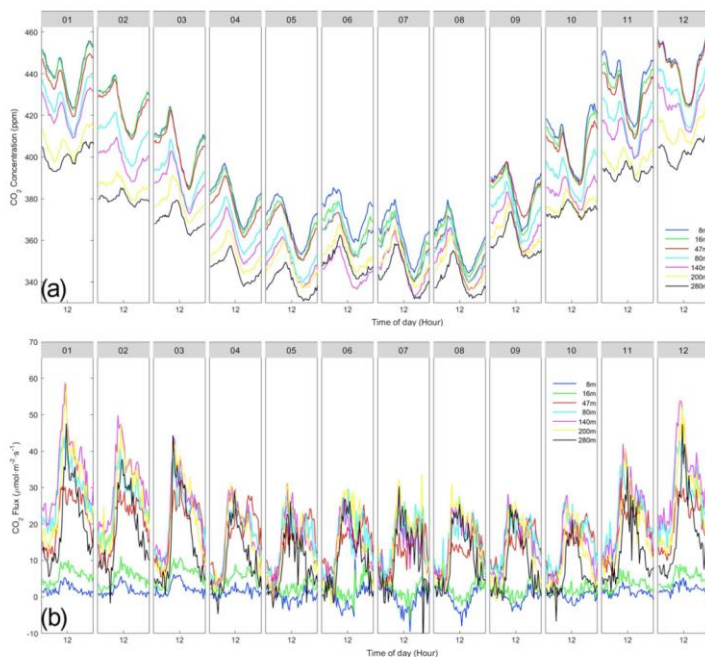 01 02 03 04 05 06 07 08 09 10 11 12
460
440
420
400
380
360
340
CO2 Concentration (ppm)
8m
16m
47m
80m
140m
200m
280m
(a)
12 12 12 12 12 12 12 12 12 12 12 12
Time of day (Hour)
01 02 03 04 05 06 07 08 09 10 11 12
70
60
50
40
30
20
10
0
-10
CO2 Flux (μmol·m-2·s-1)
8m
16m
47m
80m
140m
200m
280m
(b)
12 12 12 12 12 12 12 12 12 12 12 12
Time of day (Hour)